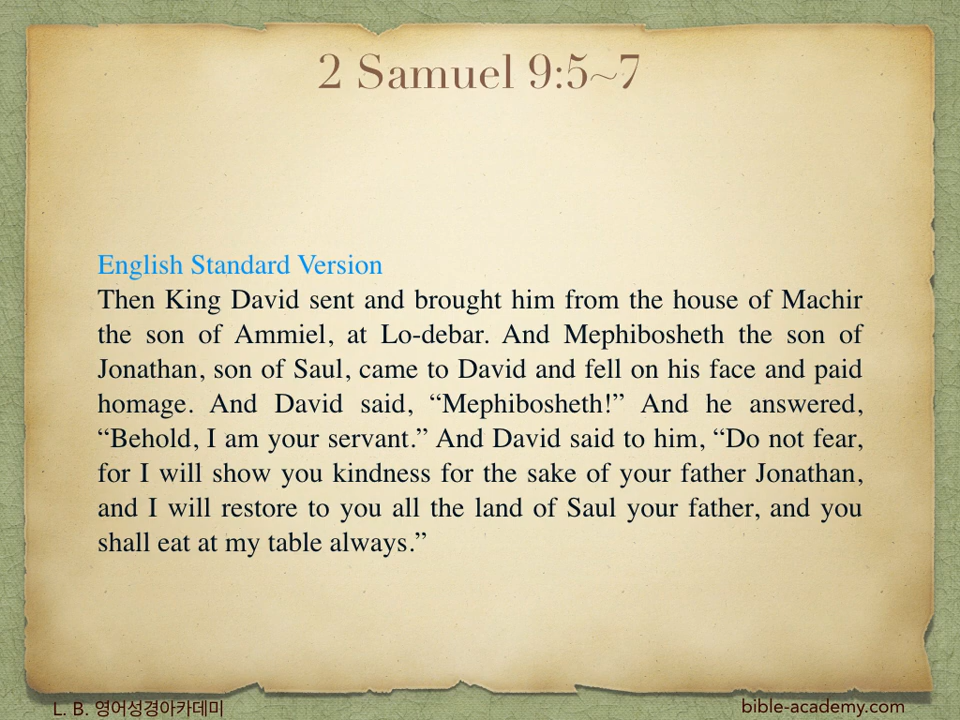 2 Samuel 9:5~7
English Standard Version
Then King David sent and brought him from the house of Machir
the son of Ammiel, at Lo-debar. And Mephibosheth the son of
Jonathan, son of Saul, came to David and fell on his face and paid
homage. And David said, “Mephibosheth!” And he answered,
“Behold, I am your servant.” And David said to him, “Do not fear,
for I will show you kindness for the sake of your father Jonathan,
and I will restore to you all the land of Saul your father, and you
shall eat at my table always.”
L. B. 영어성경아카데미
bible-academy.com